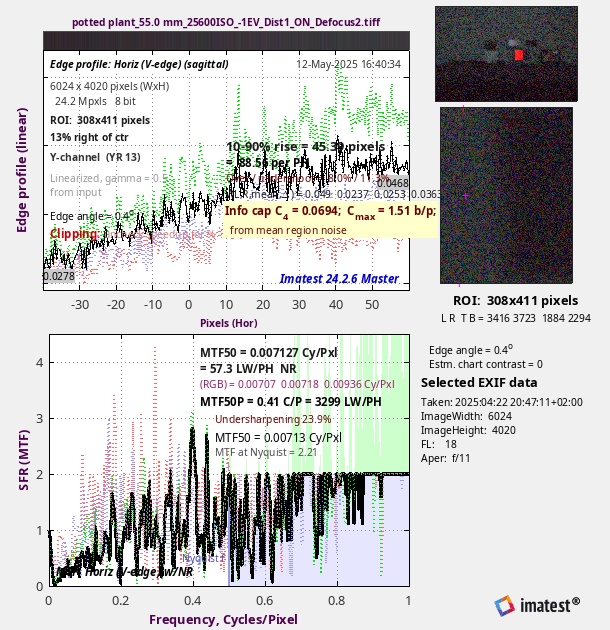 potted plant_55.0 mm_25600ISO_-1EV_Dist1_ON_Defocus2.tiff
Edge profile: Horiz (V-edge) (sagittal)
12-May-2025 16:40:34
6024 x 4020 pixels (WxH)
24.2 Mpxls 8 bit
ROI: 308x411 pixels
13% right of ctr
Y-channel (YR 13)
Linearized, gamma = 0.
from input
Edge angle = 0.4°
Clipping
10-90% rise = 45.39 pixels
= 88.56 per PH
R,mean
0.049 0.0237 0.0253 0.0363
0.0468
Info cap C4 = 0.0694; Cmax = 1.51 b/p;
from mean region noise
0.0278
Imatest 24.2.6 Master
Edge profile (linear)
-30 -20 -10 0 10 20 30 40 50
Pixels (Hor)
ROI: 308x411 pixels
L R T B = 3416 3723 1884 2294
Edge angle = 0.4°
Estm. chart contrast = 0
Selected EXIF data
Taken: 2025:04:22 20:47:11+02:00
ImageWidth: 6024
ImageHeight: 4020
FL: 18
Aper: f/11
MTF50 = 0.007127 Cy/Pxl
= 57.3 LW/PH NR
(RGB) = 0.00707 0.00718 0.00936 Cy/Pxl
MTF50P = 0.41 C/P = 3299 LW/PH
Undersharpening 23.9%
MTF50 = 0.00713 Cy/Pxl
MTF at Nyquist = 2.21
Nyquist
Horiz (V-edge) w/NR
SFR (MTF)
4
3
2
1
0
0 0.2 0.4 0.6 0.8 1
Frequency, Cycles/Pixel
imatest®